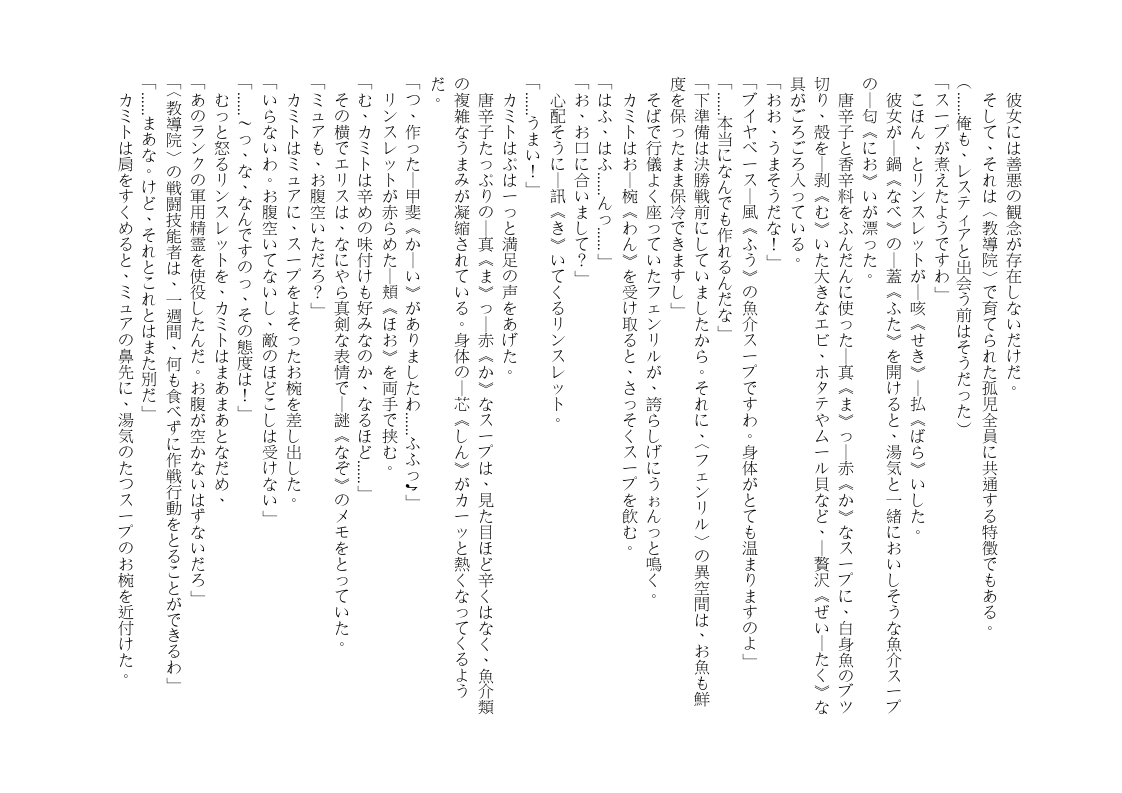 彼女には善悪の観念が存在しないだけだ。
そして、それは〈教導院〉で育てられた孤児全員に共通する特徴でもある。
(……俺も、レスティアと出会う前はそうだった)
「スープが煮えたようですわ」
こほん、とリンスレットが―咳《せき》―払《ばら》いした。
彼女が―鍋《なべ》の―蓋《ふた》を開けると、湯気と一緒においしそうな魚介スープ
の―匂《にお》いが漂った。
唐辛子と香辛料をふんだんに使った―真《ま》っ―赤《か》なスープに、白身魚のブツ
切り、殻を―剥《む》いた大きなエビ、ホタテやムール貝など、―贅沢《ぜい―たく》な
具がごろごろ入っている。
「おお、うまそうだな！」
「ブイヤベース―風《ふう》の魚介スープですわ。身体がとても温まりますのよ」
「……本当になんでも作れるんだな」
「下準備は決勝戦前にしていましたから。それに、〈フェンリル〉の異空間は、お魚も鮮
度を保ったまま保冷できますし」
そばで行儀よく座っていたフェンリルが、誇らしげにうぉんっと鳴く。
カミトはお―椀《わん》を受け取ると、さっそくスープを飲む。
「はふ、はふ……んっ……」
「お、お口に合いまして？」
心配そうに―訊《き》いてくるリンスレット。
「……うまい！」
カミトはぷはーっと満足の声をあげた。
唐辛子たっぷりの―真《ま》っ―赤《か》なスープは、見た目ほど辛くはなく、魚介類
の複雑なうまみが凝縮されている。身体の―芯《しん》がカーッと熱くなってくるよう
だ。
「つ、作った―甲斐《か―い》がありましたわ……ふふっ♪」
リンスレットが赤らめた―頬《ほお》を両手で挟む。
「む、カミトは辛めの味付けも好みなのか、なるほど……」
その横でエリスは、なにやら真剣な表情で―謎《なぞ》のメモをとっていた。
「ミュアも、お腹空いただろ？」
カミトはミュアに、スープをよそったお椀を差し出した。
「いらないわ。お腹空いてないし、敵のほどこしは受けない」
「……〜っ、な、なんですのっ、その態度は！」
むっと怒るリンスレットを、カミトはまあまあとなだめ、
「あのランクの軍用精霊を使役したんだ。お腹が空かないはずないだろ」
「〈教導院〉の戦闘技能者は、一週間、何も食べずに作戦行動をとることができるわ」
「……まあな。けど、それとこれとはまた別だ」
カミトは肩をすくめると、ミュアの鼻先に、湯気のたつスープのお椀を近付けた。